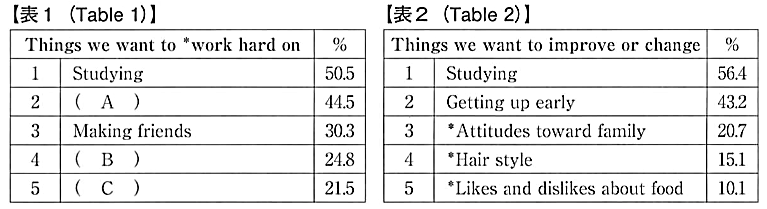 【表1 (Table 1)】
Things we want to *work hard on %
1 Studying 50.5
2 ( A ) 44.5
3 Making friends 30.3
4 ( B ) 24.8
5 ( C ) 21.5
【表2 (Table 2)】
Things we want to improve or change %
1 Studying 56.4
2 Getting up early 43.2
3 *Attitudes toward family 20.7
4 *Hair style 15.1
5 *Likes and dislikes about food 10.1